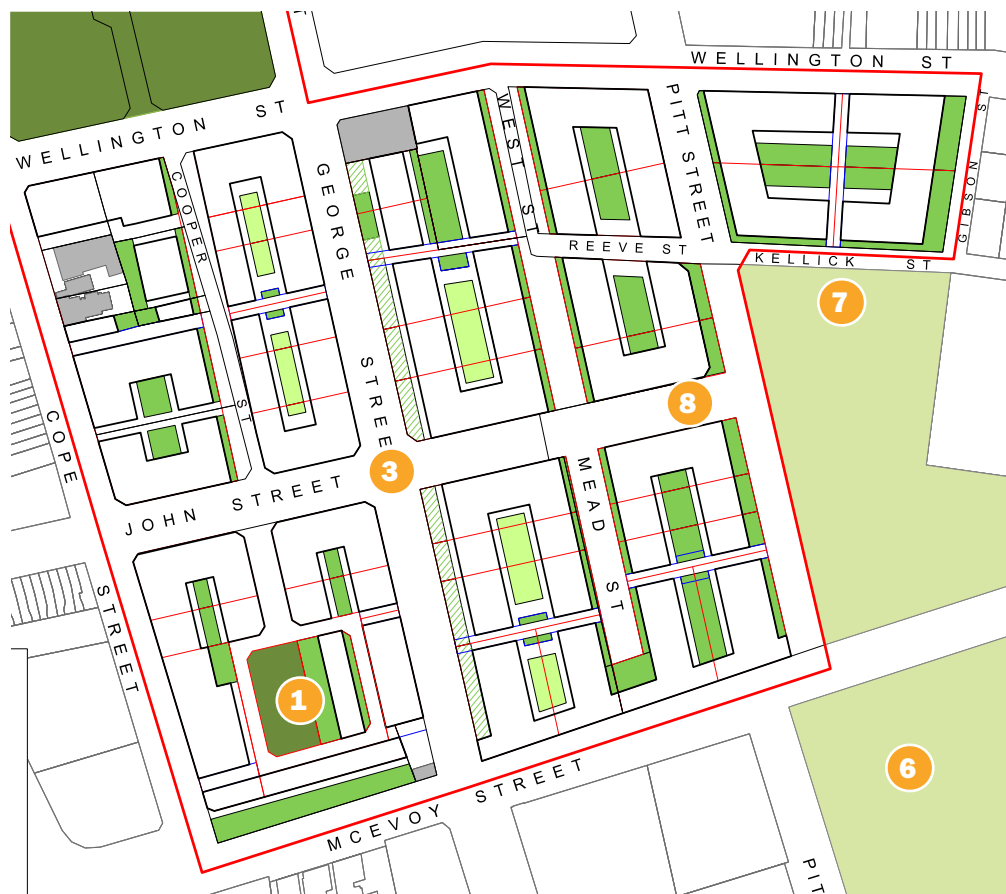 WELLINGTON ST
WELLINGTON ST
COOPER
ST
GEORGE
STREET
WEST ST
PITT STREET
GIBSON ST
REEVE ST
KELLICK ST
7
8
3
COPE
STREET
JOHN STREET
MEAD ST
1
6
MCEVOY STREET
PIT